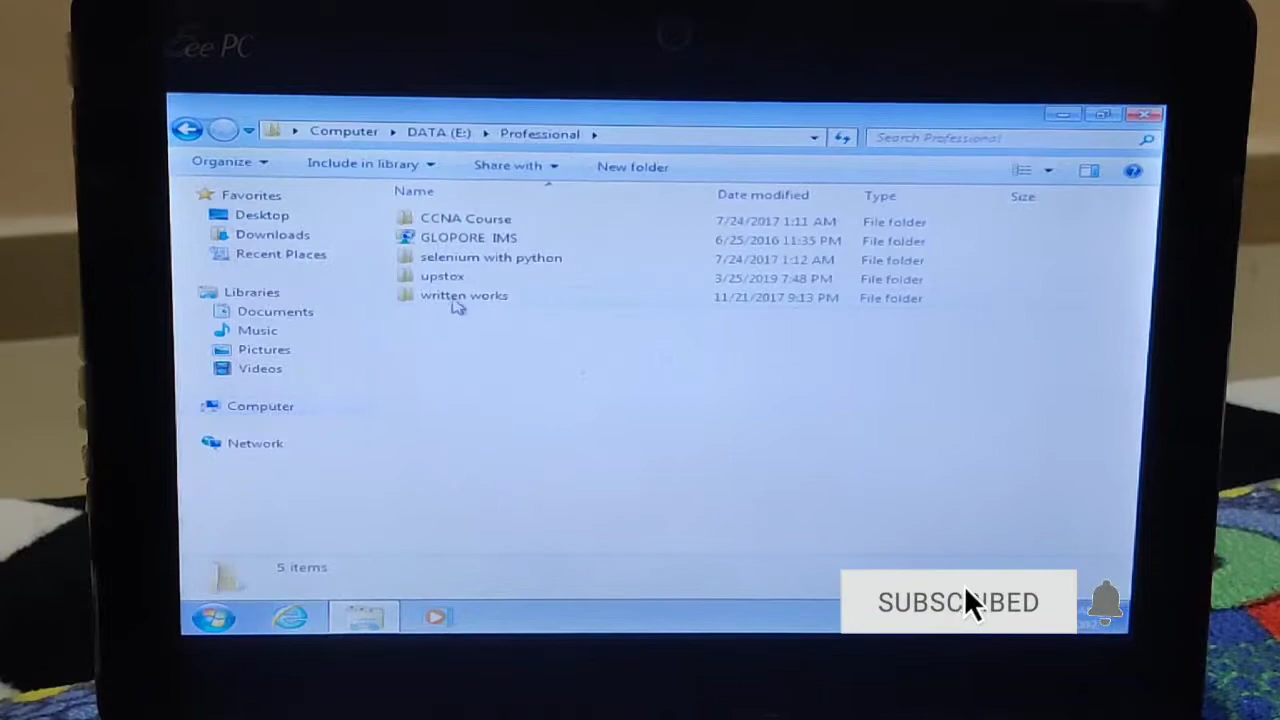 Eee PC
Computer DATA (E:) Professional
Search Professional
Organize Include in library Share with New folder
Name Date modified Type Size
Favorites
Desktop
Downloads
Recent Places
Libraries
Documents
Music
Pictures
Videos
Computer
Network
CCNA Course 7/24/2017 1:11 AM File folder
GLOPORE IMS 6/25/2016 11:35 PM File folder
selenium with python 7/24/2017 1:12 AM File folder
upstox 3/25/2019 7:48 PM File folder
written works 11/21/2017 9:13 PM File folder
5 items
SUBSCRIBED